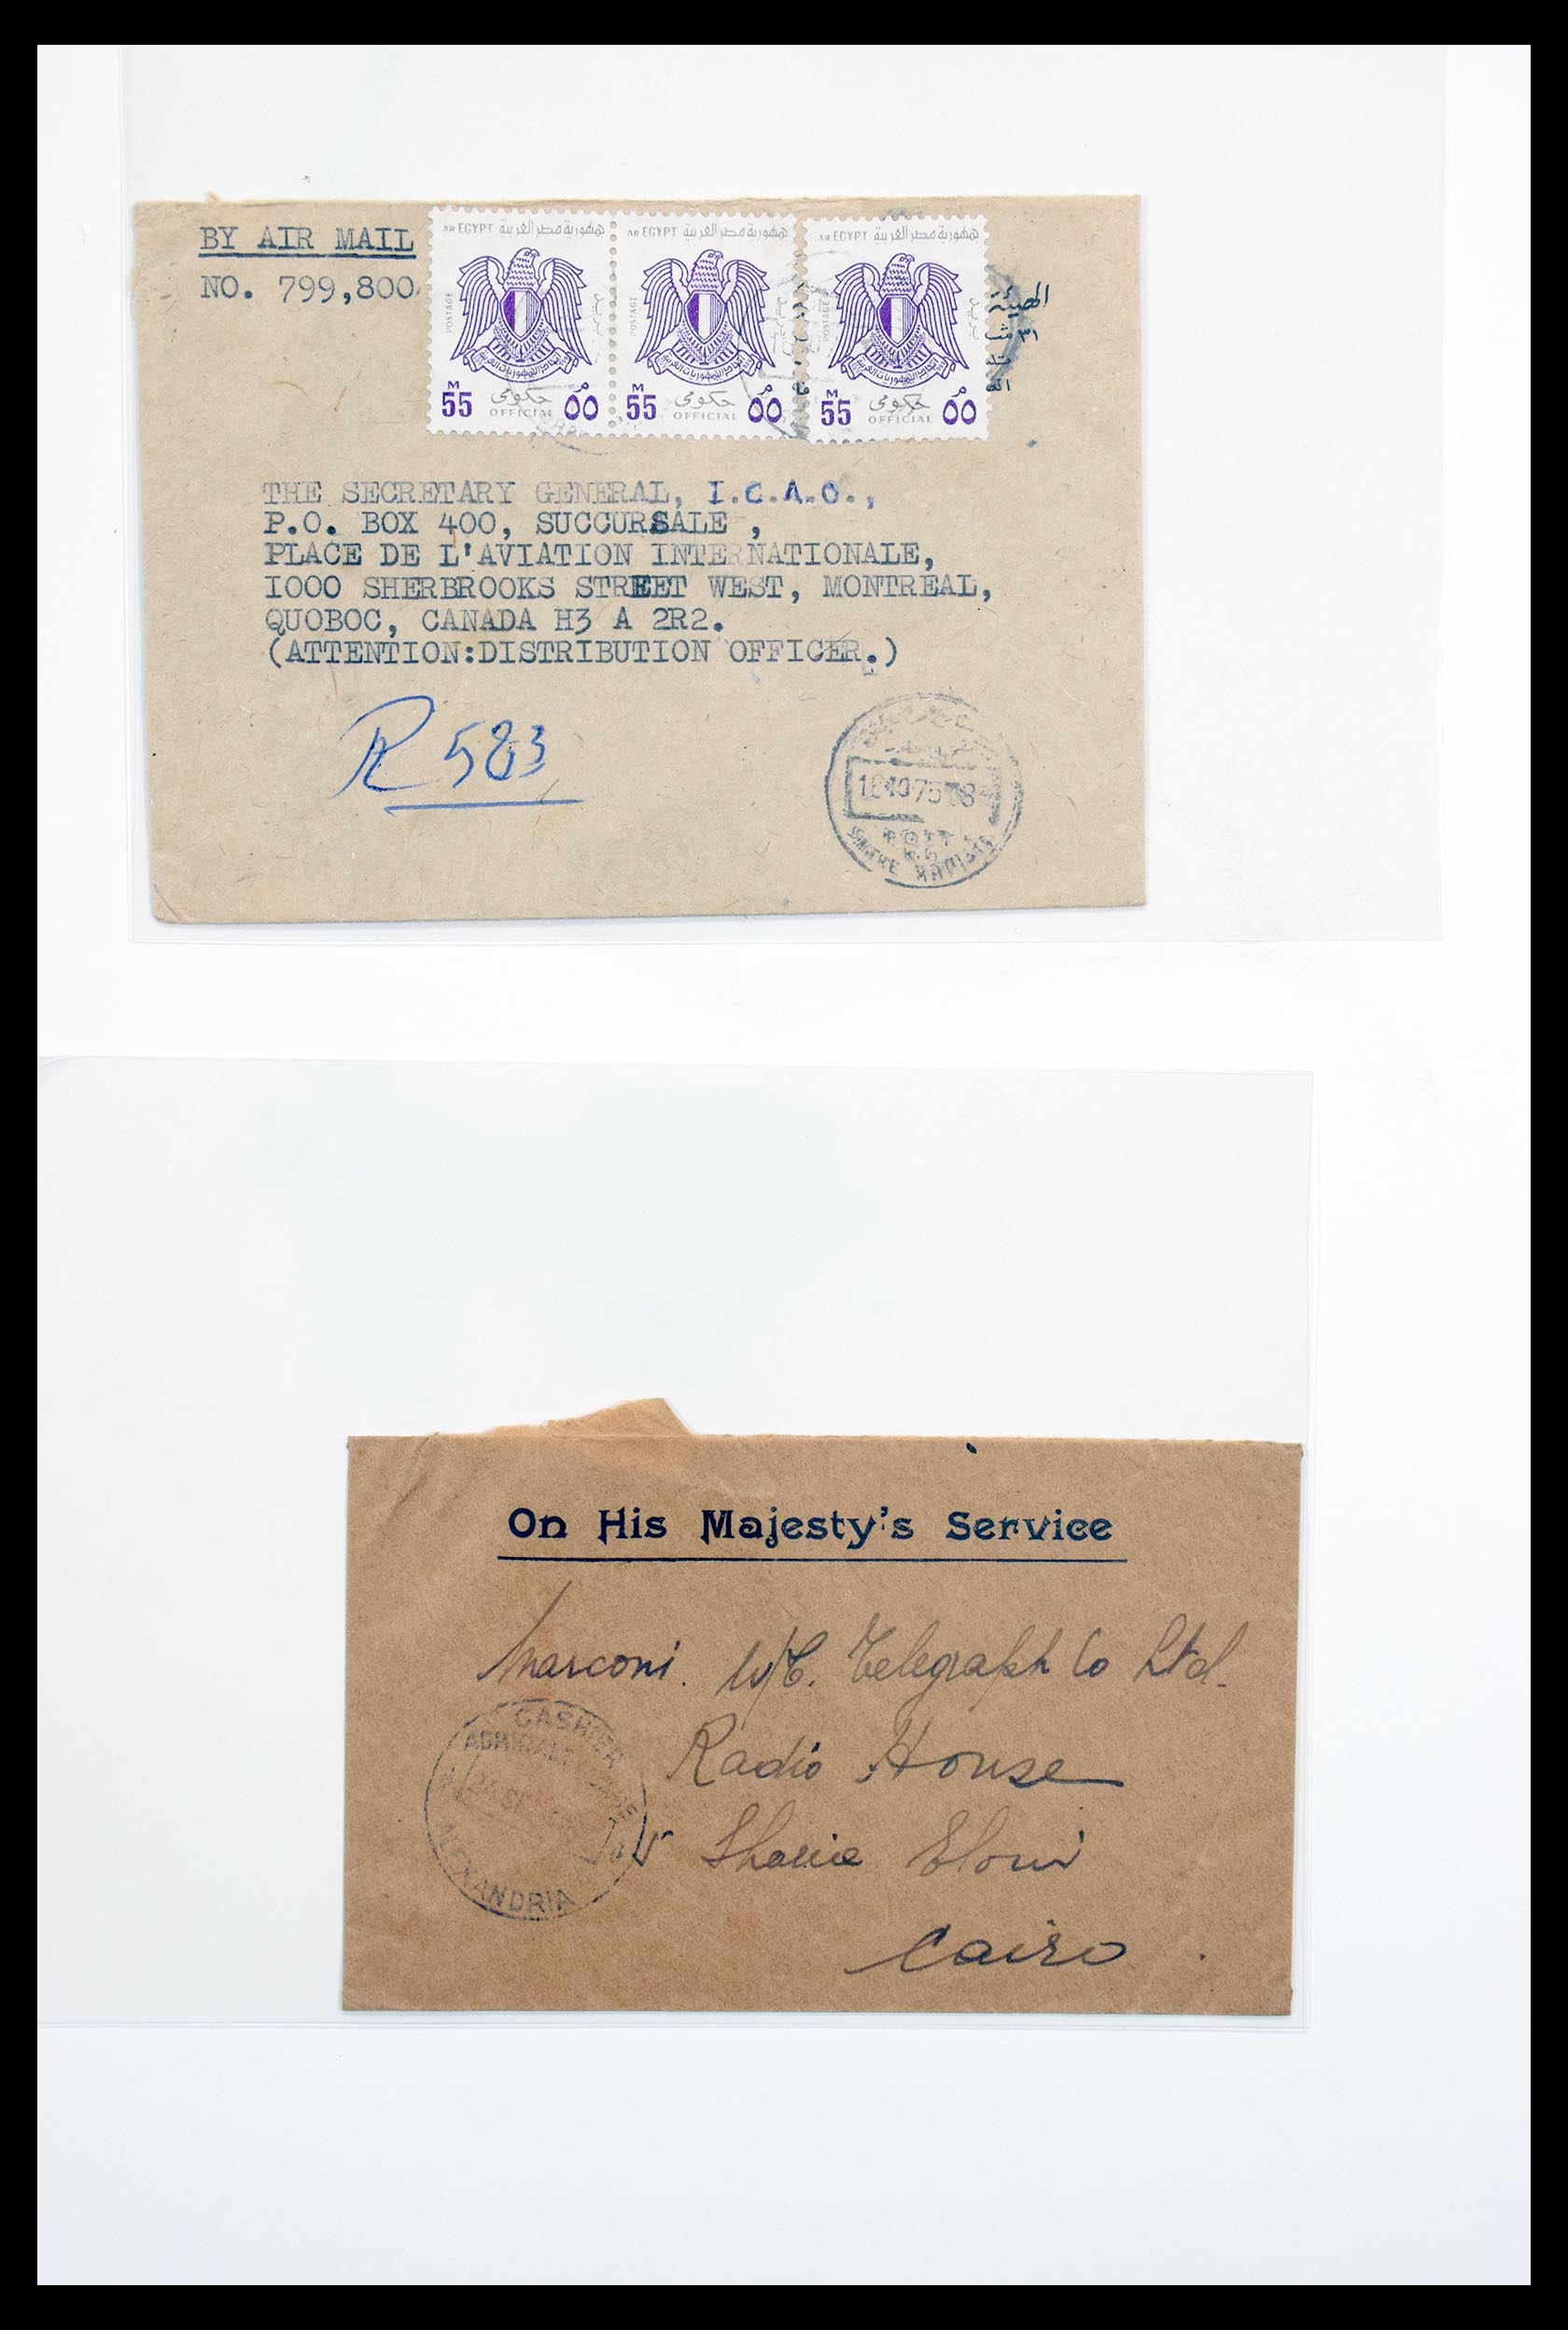 BY AIR MAIL
NO. 799,800
AR EGYPT جمهورية مصر العربية
POSTAGE
بريد
M 55 حكومى OFFICIAL ٥٥ م
AR EGYPT جمهورية مصر العربية
POSTAGE
M 55 حكومى OFFICIAL ٥٥ م
AR EGYPT جمهورية مصر العربية
POSTAGE
بريد
M 55 حكومى OFFICIAL ٥٥ م
الهيئة
THE SECRETARY GENERAL, I.C.A.O.,
P.O. BOX 400, SUCCURSALE ,
PLACE DE L'AVIATION INTERNATIONALE,
1000 SHERBROOKS STREET WEST, MONTREAL,
QUOBOC, CANADA H3 A 2R2.
(ATTENTION:DISTRIBUTION OFFICER.)
R 583
On His Majesty's Service
Marconi. W/T. Telegraph Co Ltd.
Radio House
Sharia Eloui
Cairo.
CASHIER
ALEXANDRIA